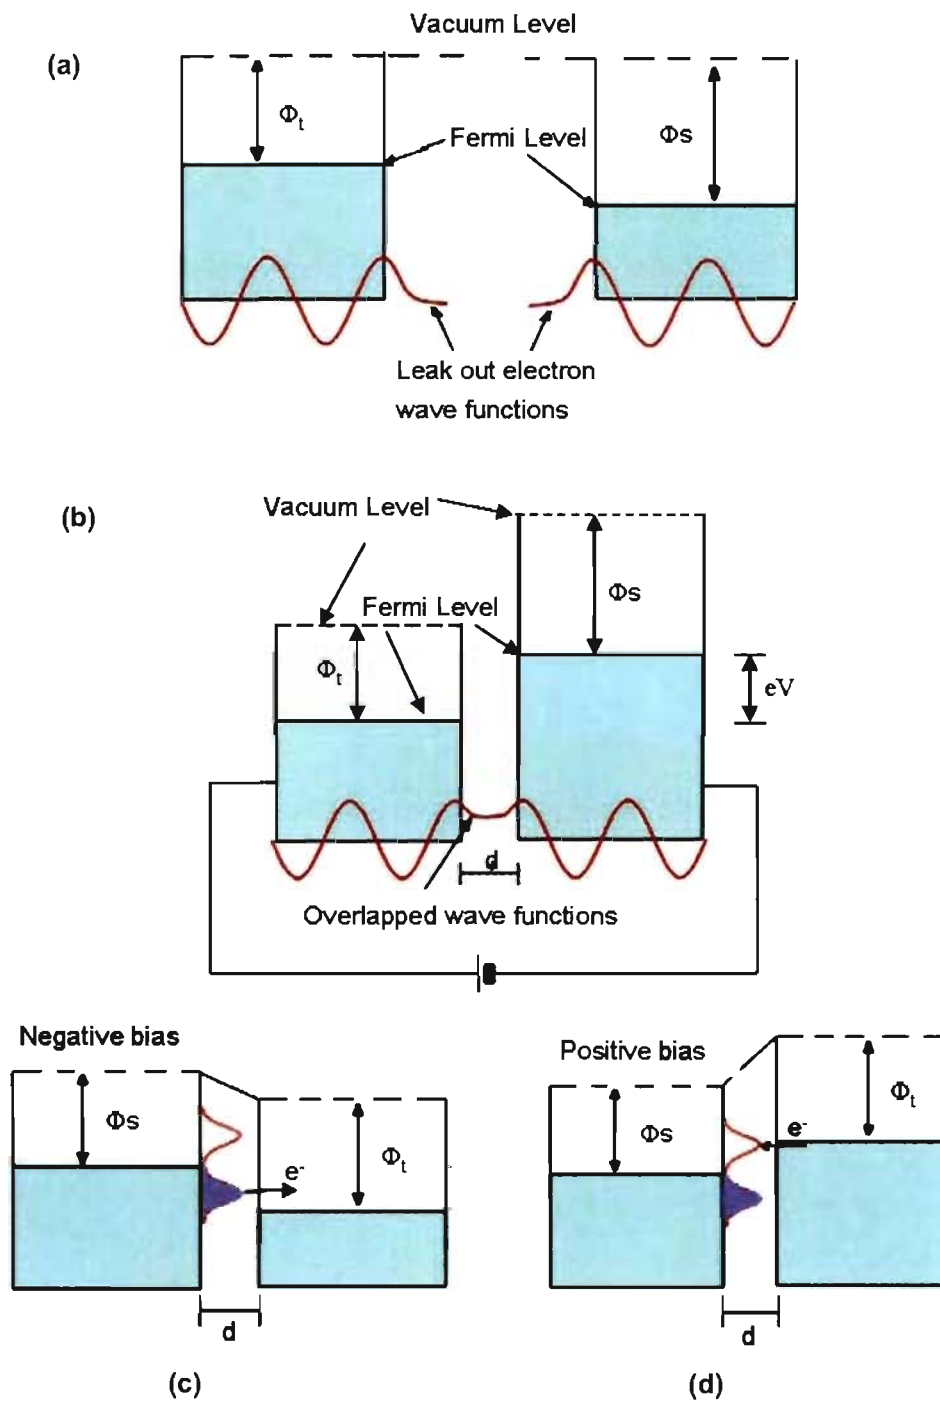 Vacuum Level
(a)
Φt
Fermi Level
Φs
Leak out electron
wave functions
(b)
Vacuum Level
Φs
Fermi Level
Φt
eV
d
Overlapped wave functions
Negative bias
Positive bias
Φs
Φt
e-
d
Φs
Φt
e-
d
(c)
(d)